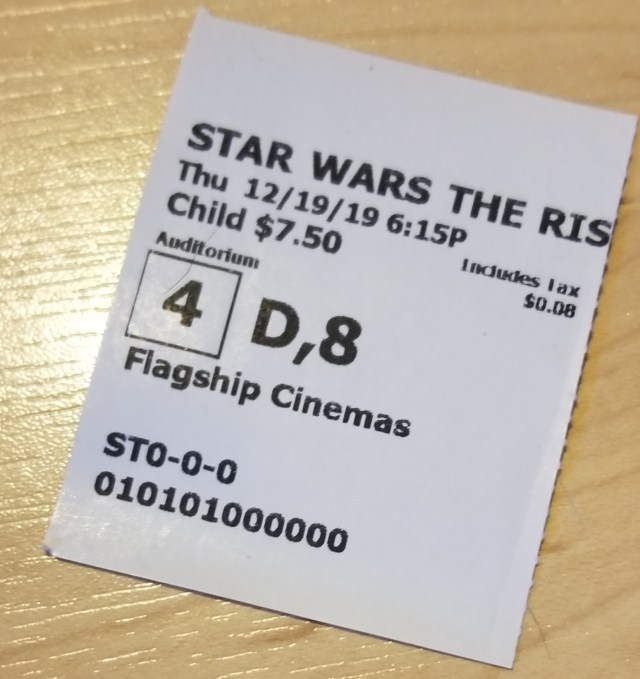 STAR WARS THE RIS
Thu 12/19/19 6:15P
Child $7.50
Includes Tax
$0.08
Auditorium
4 D,8
Flagship Cinemas
ST0-0-0
010101000000